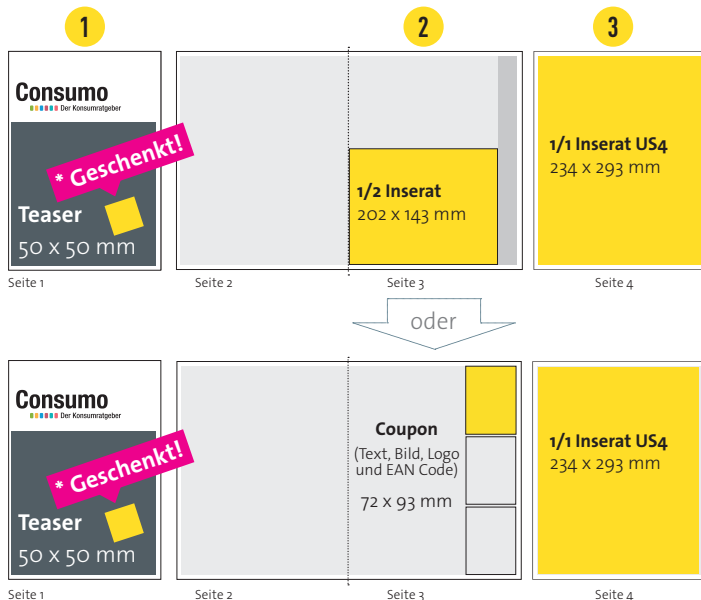 1
2
3
Consumo
Der Konsumratgeber
* Geschenkt!
Teaser
50 x 50 mm
1/2 Inserat
202 x 143 mm
1/1 Inserat US4
234 x 293 mm
Seite 1
Seite 2
Seite 3
Seite 4
oder
Consumo
Der Konsumratgeber
* Geschenkt!
Teaser
50 x 50 mm
Coupon
(Text, Bild, Logo
und EAN Code)
72 x 93 mm
1/1 Inserat US4
234 x 293 mm
Seite 1
Seite 2
Seite 3
Seite 4